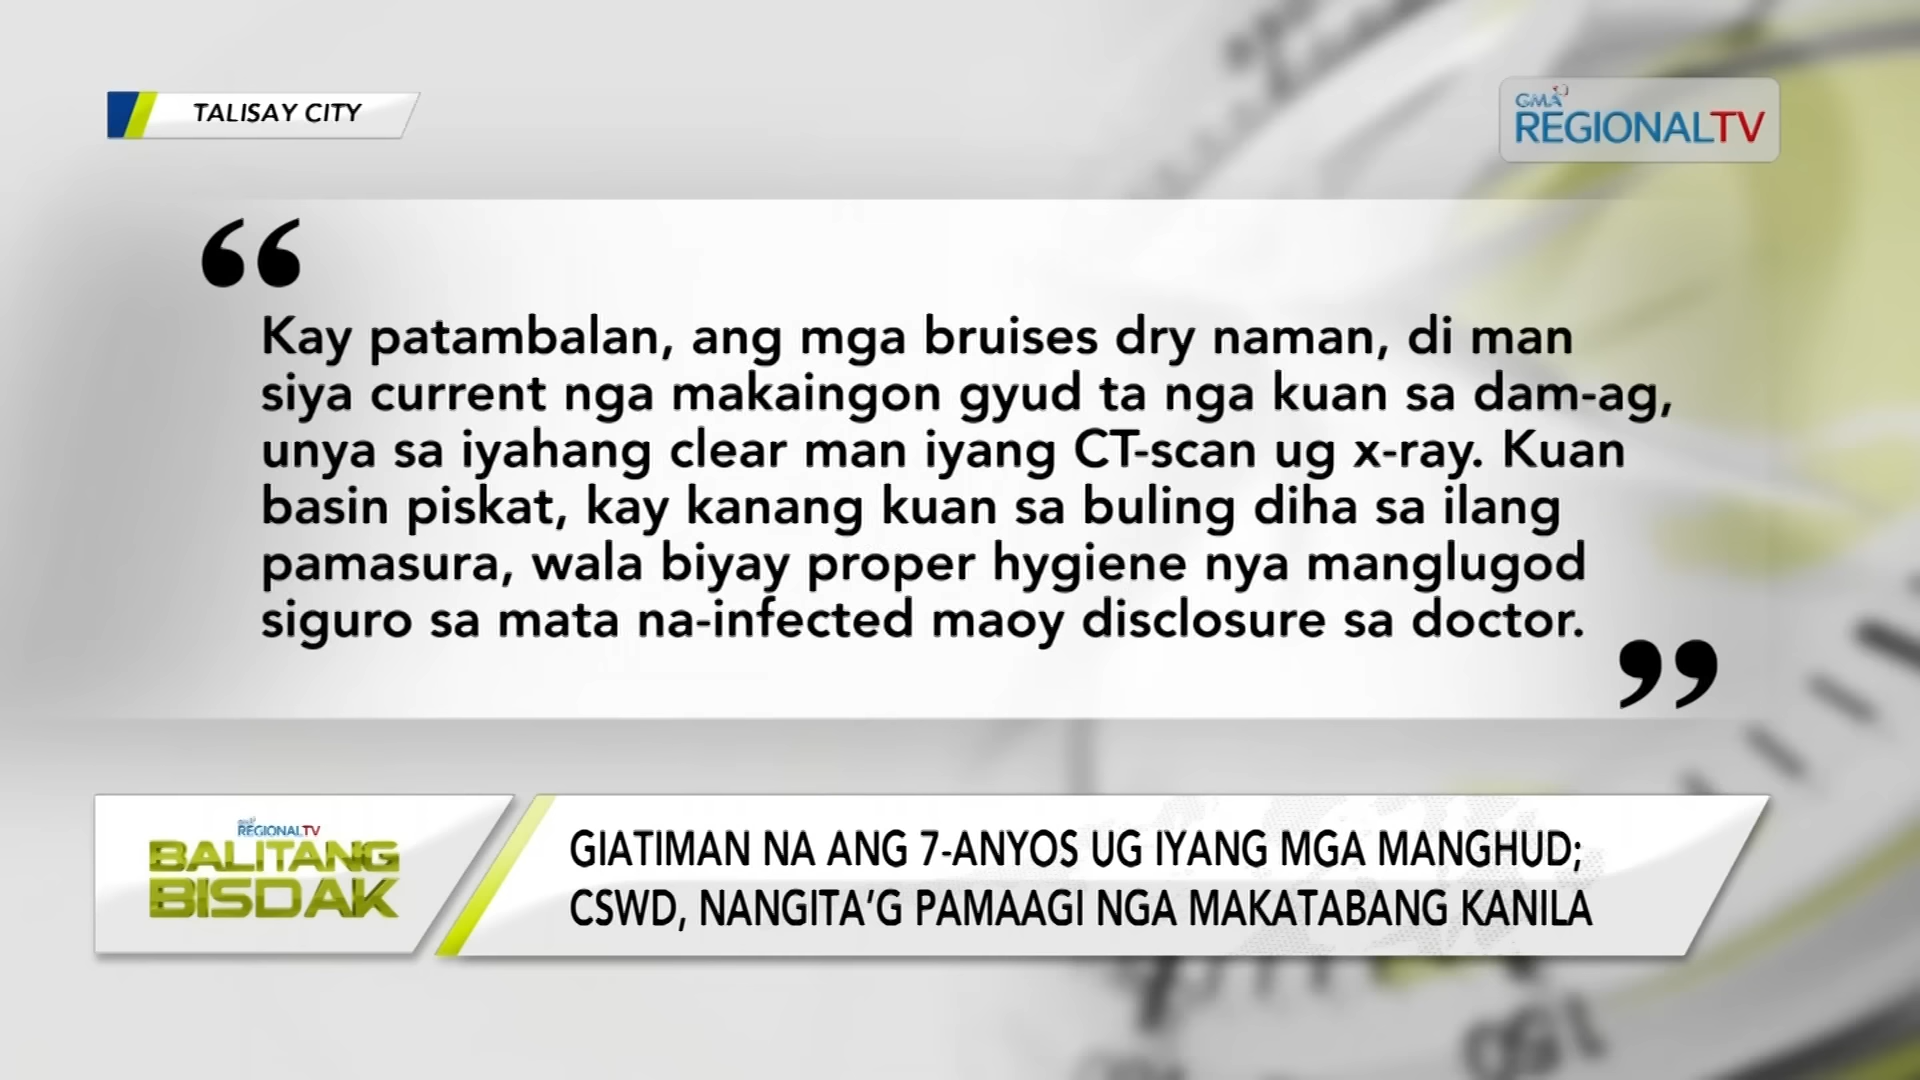 TALISAY CITY
GMA
REGIONALTV
“
Kay patambalan, ang mga bruises dry naman, di man
siya current nga makaingon gyud ta nga kuan sa dam-ag,
unya sa iyahang clear man iyang CT-scan ug x-ray. Kuan
basin piskat, kay kanang kuan sa buling diha sa ilang
pamasura, wala biyay proper hygiene nya manglugod
siguro sa mata na-infected maoy disclosure sa doctor.
”
GMA
REGIONALTV
BALITANG
BISDAK
GIATIMAN NA ANG 7-ANYOS UG IYANG MGA MANGHUD;
CSWD, NANGITA’G PAMAAGI NGA MAKATABANG KANILA
150